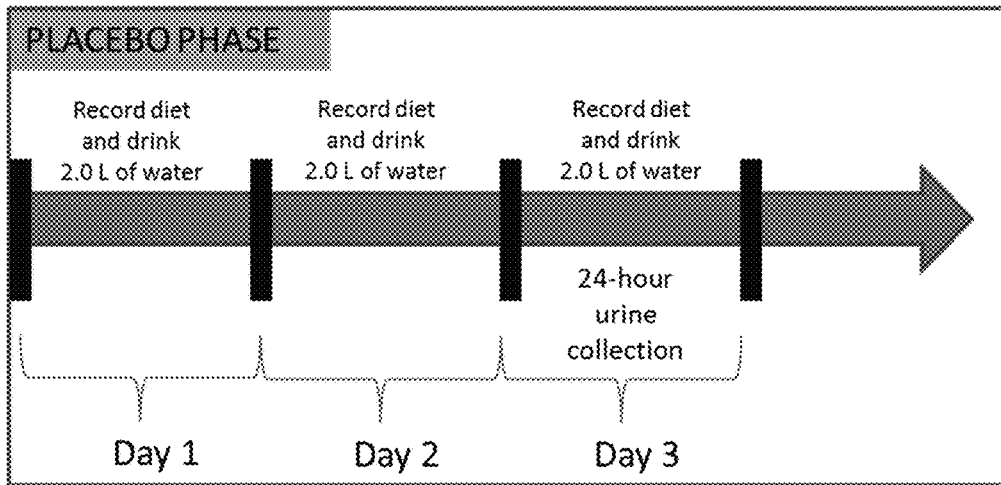 PLACEBO PHASE
Record diet
and drink
2.0 L of water
Record diet
and drink
2.0 L of water
Record diet
and drink
2.0 L of water
24-hour
urine
collection
Day 1
Day 2
Day 3